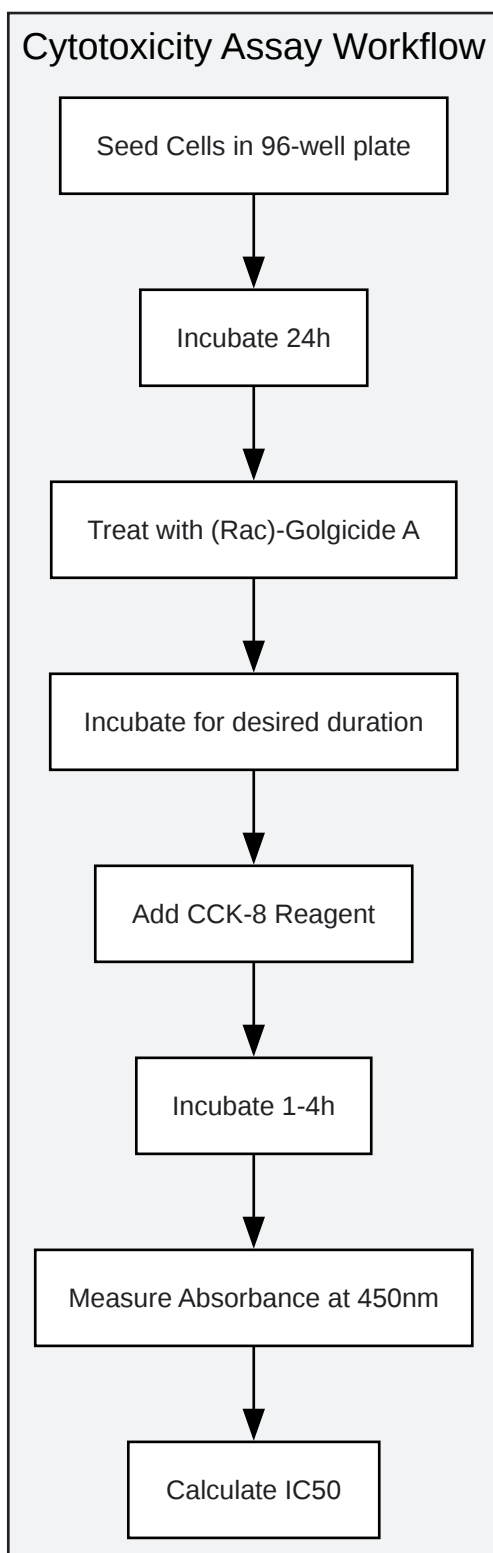 Cytotoxicity Assay Workflow
Seed Cells in 96-well plate
Incubate 24h
Treat with (Rac)-Golgicide A
Incubate for desired duration
Add CCK-8 Reagent
Incubate 1-4h
Measure Absorbance at 450nm
Calculate IC50